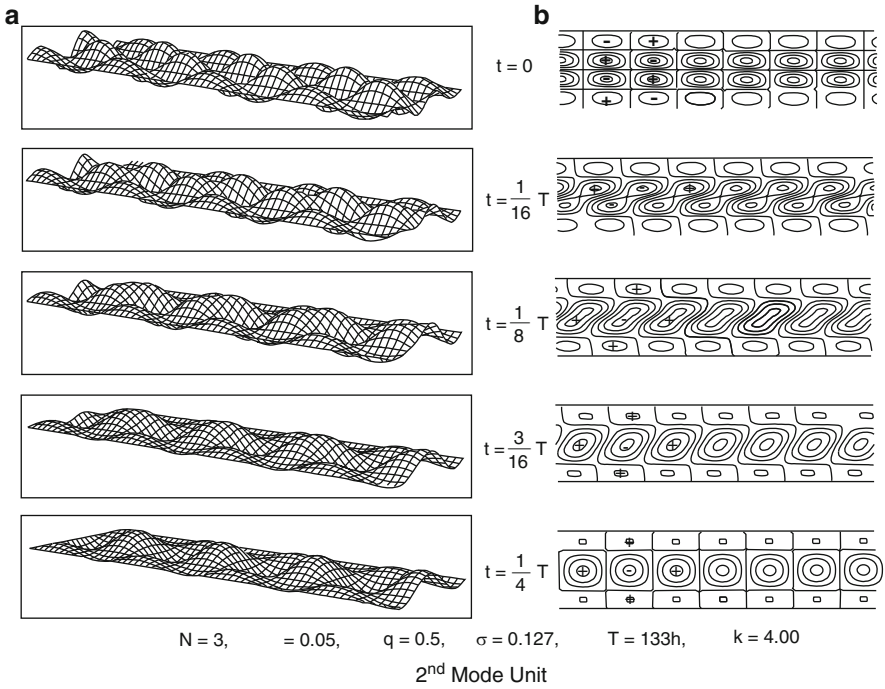 a
b
t = 0
t = 1/16 T
t = 1/8 T
t = 3/16 T
t = 1/4 T
N = 3, = 0.05, q = 0.5, σ = 0.127, T = 133h, k = 4.00
2nd Mode Unit